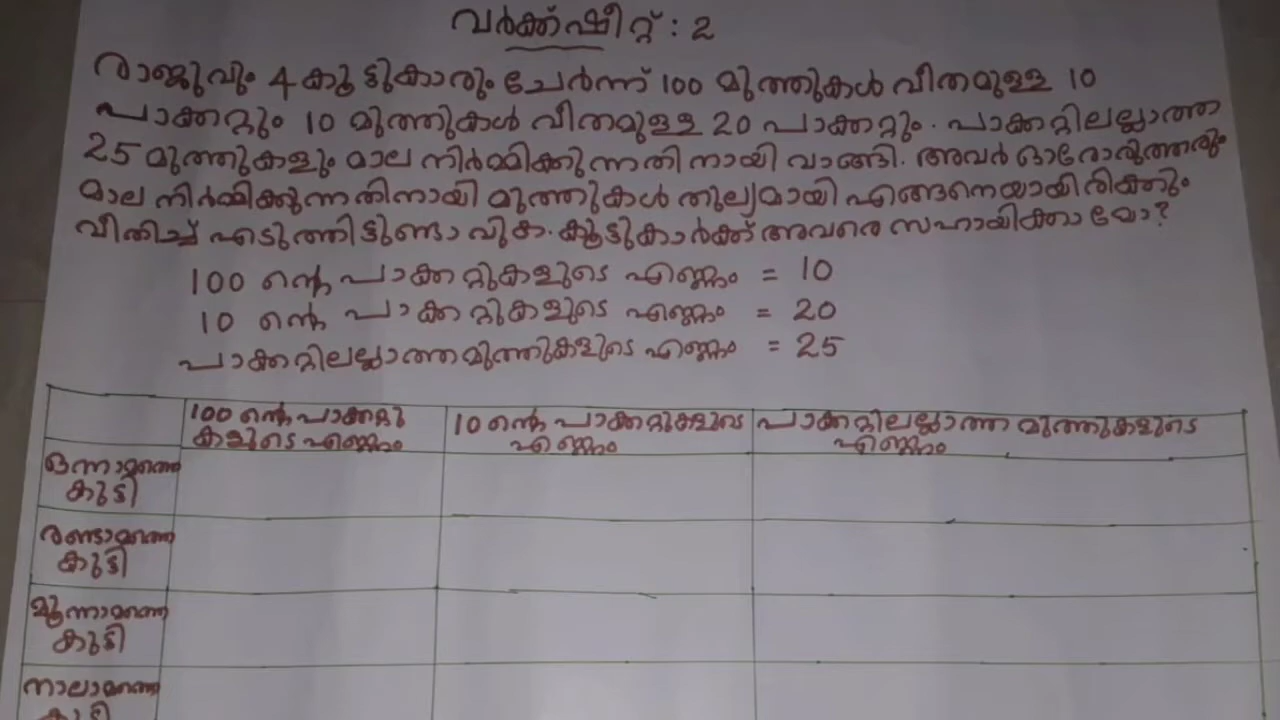 വർക്ക്ഷീറ്റ് : 2
രാജുവും 4 കൂട്ടുകാരും ചേർന്ന് 100 മുത്തുകൾ വീതമുള്ള 10
പാക്കറ്റും 10 മുത്തുകൾ വീതമുള്ള 20 പാക്കറ്റും. പാക്കറ്റിലല്ലാത്ത
25 മുത്തുകളും മാല നിർമ്മിക്കുന്നതിനായി വാങ്ങി. അവർ ഓരോരുത്തരും
മാല നിർമ്മിക്കുന്നതിനായി മുത്തുകൾ തുല്യമായി എങ്ങനെയായിരിക്കും
വീതിച്ച് എടുത്തിട്ടുണ്ടാവുക. കൂട്ടുകാർക്ക് അവരെ സഹായിക്കാമോ?
100 ന്റെ പാക്കറ്റുകളുടെ എണ്ണം = 10
10 ന്റെ പാക്കറ്റുകളുടെ എണ്ണം = 20
പാക്കറ്റിലല്ലാത്ത മുത്തുകളുടെ എണ്ണം = 25
100 ന്റെ പാക്കറ്റു
കളുടെ എണ്ണം
10 ന്റെ പാക്കറ്റുകളുടെ
എണ്ണം
പാക്കറ്റിലല്ലാത്ത മുത്തുകളുടെ
എണ്ണം
ഒന്നാമത്തെ
കുട്ടി
രണ്ടാമത്തെ
കുട്ടി
മൂന്നാമത്തെ
കുട്ടി
നാലാമത്തെ
കുട്ടി